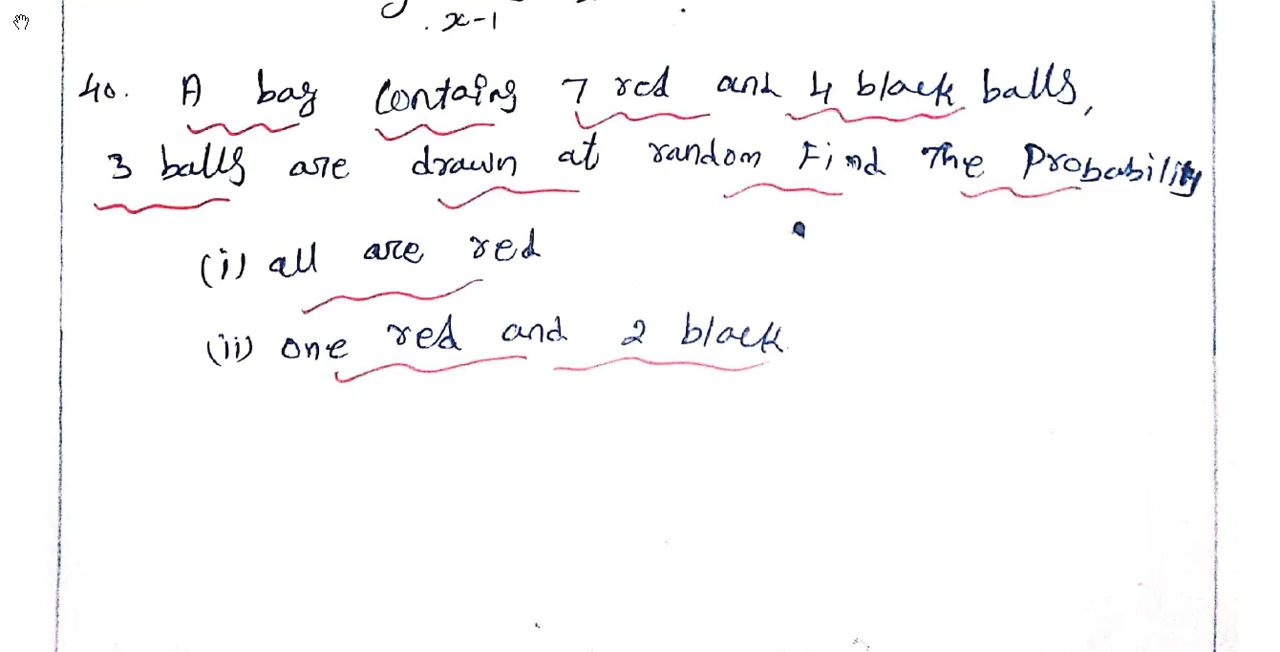 . x-1
40. A bag contains 7 red and 4 black balls,
3 balls are drawn at random Find The Probability
(i) all are red
(ii) one red and 2 black